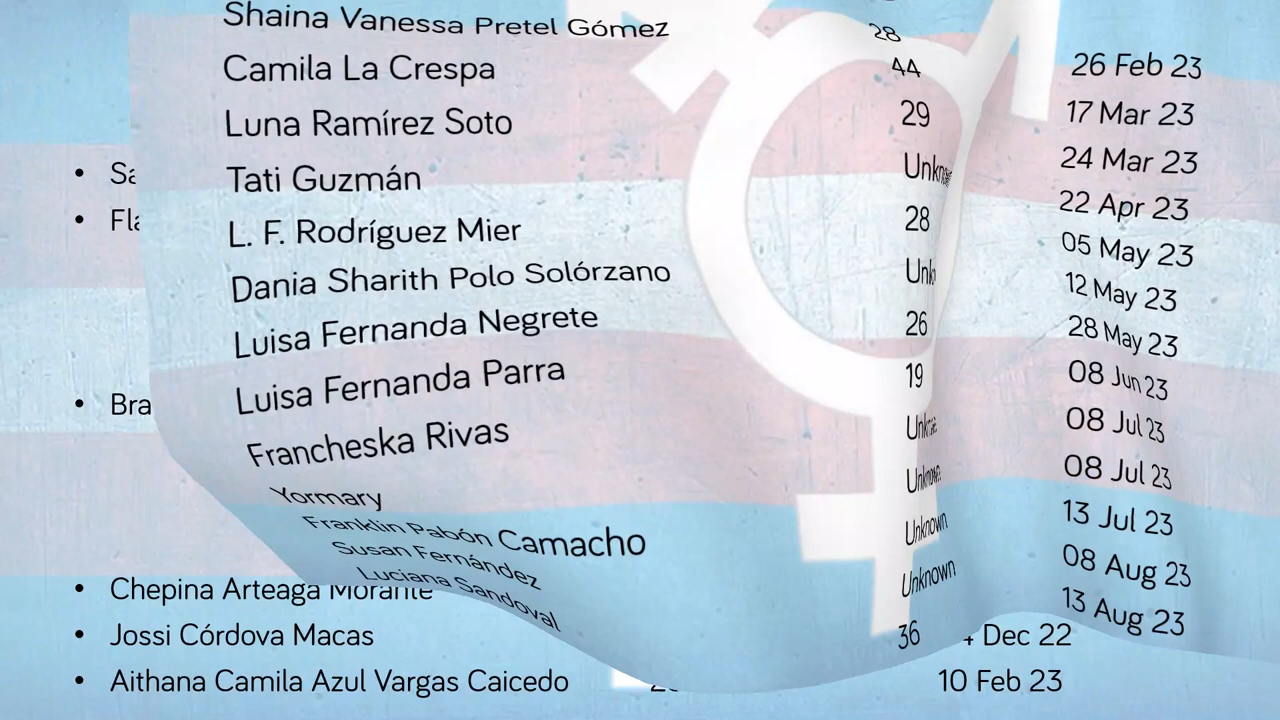 Shaina Vanessa Pretel Gómez 28 26 Feb 23
Camila La Crespa 44 17 Mar 23
Luna Ramírez Soto 29 24 Mar 23
Tati Guzmán Unknown 22 Apr 23
L. F. Rodríguez Mier 28 05 May 23
Dania Sharith Polo Solórzano 12 May 23
Luisa Fernanda Negrete 26 28 May 23
Luisa Fernanda Parra 19 08 Jun 23
Francheska Rivas 08 Jul 23
Yormary Unknown 08 Jul 23
Franklin Pabón Camacho Unknown 13 Jul 23
Susan Fernández Unknown 08 Aug 23
Luciana Sandoval 36 13 Aug 23
• Chepina Arteaga Morante
• Jossi Córdova Macas Dec 22
• Aithana Camila Azul Vargas Caicedo 10 Feb 23